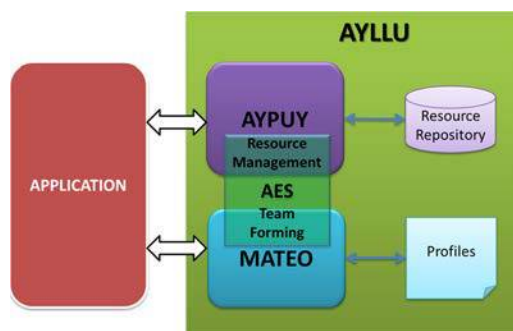 AYLLU
AYPUY
Resource
Management
AES
Team
Forming
MATEO
APPLICATION
Resource
Repository
Profiles